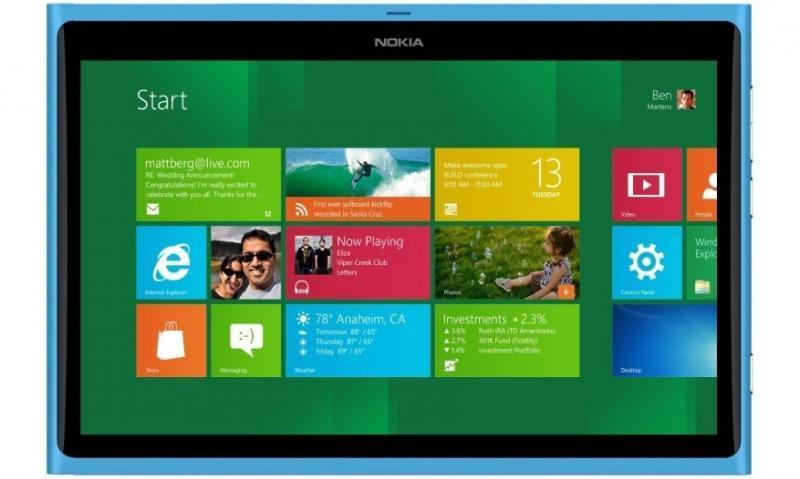 NOKIA
Start
Ben
Martens
mattberg@live.com
RE: Wedding Announcement!
Congratulations! I'm really excited to
celebrate with you all. Thanks for the ...
12
First ever sufboard kickflip
recorded in Santa Cruz
Make awesome apps
BUILD conference
9:00 AM - 11:00 AM
13
TUESDAY
Video
People
Internet Explorer
Now Playing
Eliza
Viper Creek Club
Letters
Photos
6
Control Panel
Wind
Explo
Store
:-)
Messaging
78° Anaheim, CA
Tomorrow 88° / 65°
Thursday 87° / 65°
Friday 89° / 65°
Weather
Investments ▲ 2.3%
▲ 3.6% Roth IRA (TD Ameritrade)
▲ 2.7% 401K Fund (Fidelity)
▼ 1.4% Investment Portfolio
Desktop